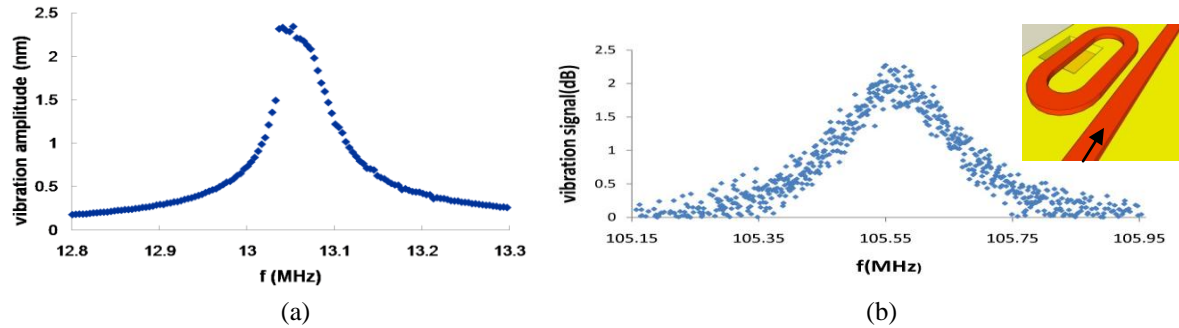 2.5
2
1.5
1
0.5
0
vibration amplitude (nm)
12.8 12.9 13 13.1 13.2 13.3
f (MHz)
(a)
2.5
2
1.5
1
0.5
0
vibration signal(dB)
105.15 105.35 105.55 105.75 105.95
f(MHz)
(b)